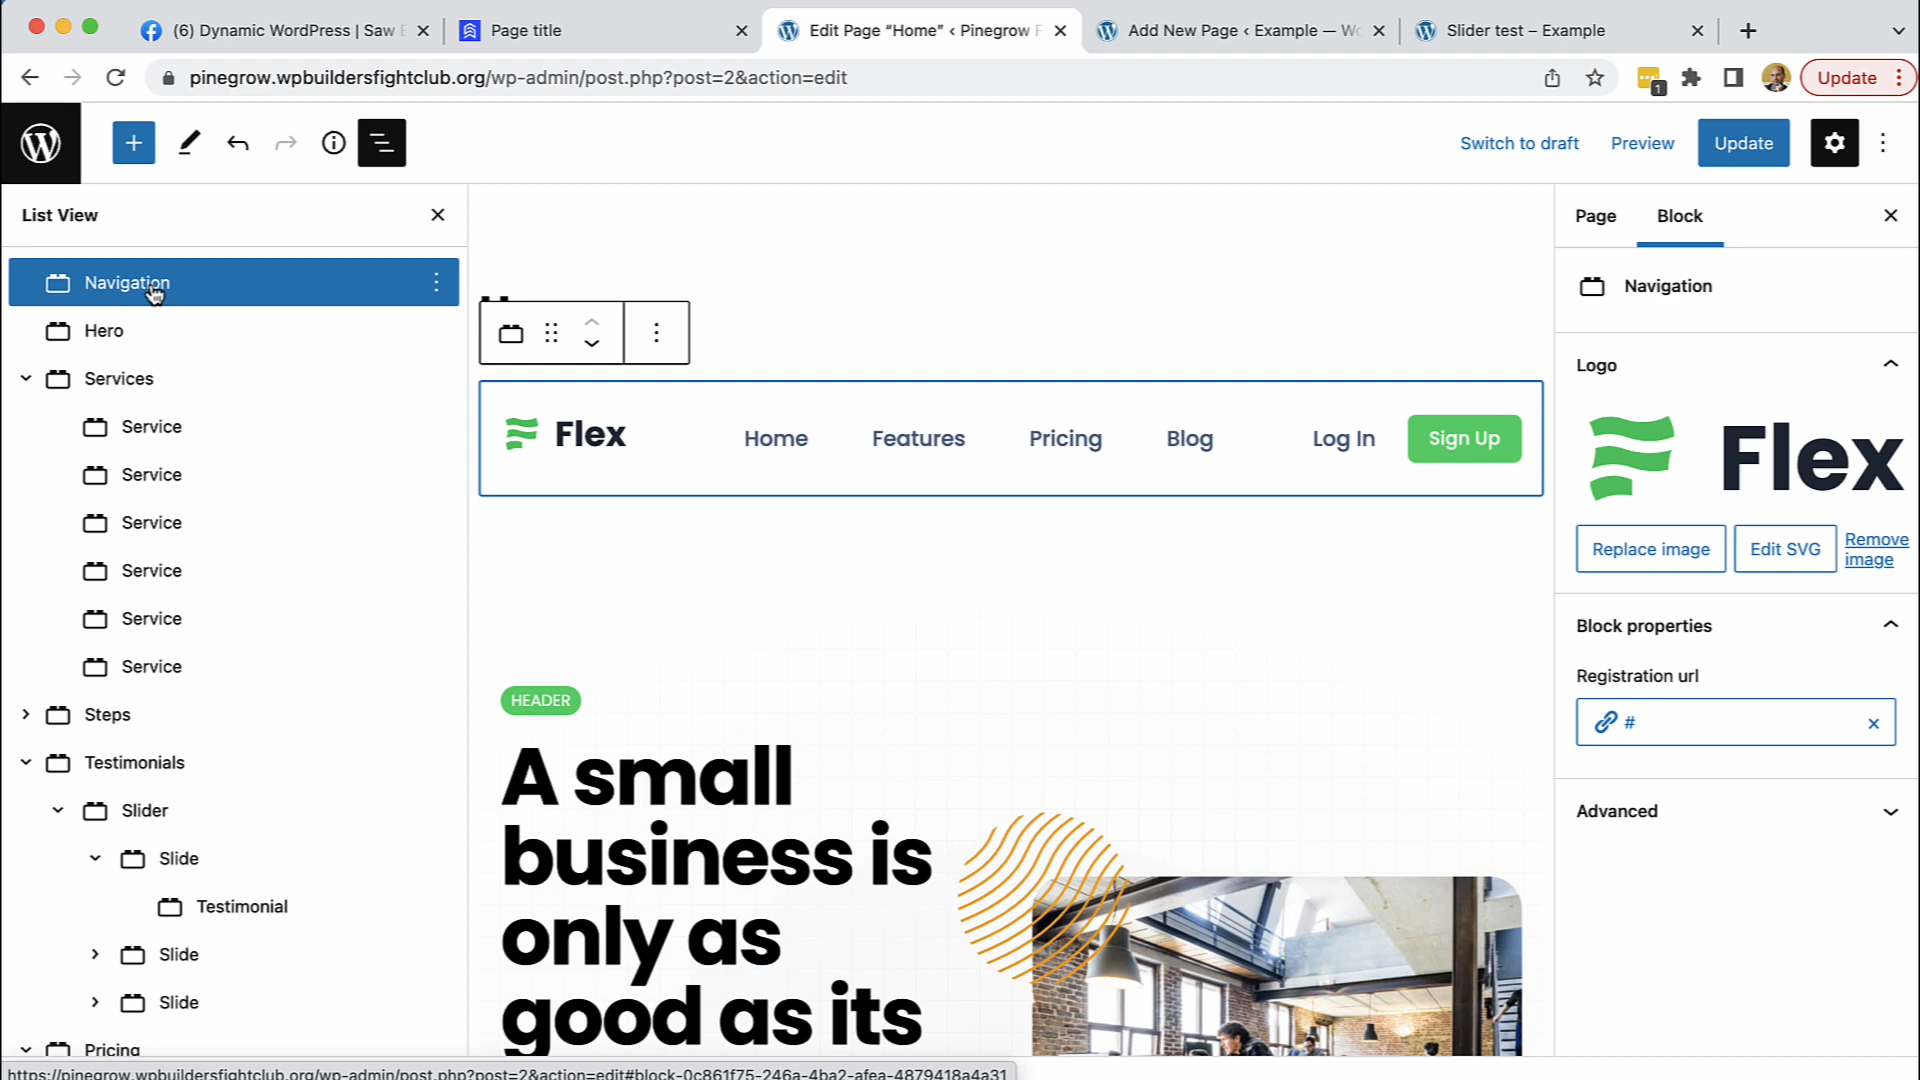 (6) Dynamic WordPress | Saw
Page title
Edit Page “Home” ‹ Pinegrow
Add New Page ‹ Example —
Slider test – Example
pinegrow.wpbuildersfightclub.org/wp-admin/post.php?post=2&action=edit
1
Update
Switch to draft
Preview
Update
List View
Page
Block
Navigation
Navigation
Hero
Services
Service
Service
Service
Service
Service
Service
Steps
Testimonials
Slider
Slide
Testimonial
Slide
Slide
Pricing
Flex
Home
Features
Pricing
Blog
Log In
Sign Up
HEADER
A small
business is
only as
good as its
Logo
Flex
Replace image
Edit SVG
Remove
image
Block properties
Registration url
#
Advanced
https://pinegrow.wpbuildersfightclub.org/wp-admin/post.php?post=2&action=edit#block-0c861f75-246a-4ba2-afea-4879418a4a31